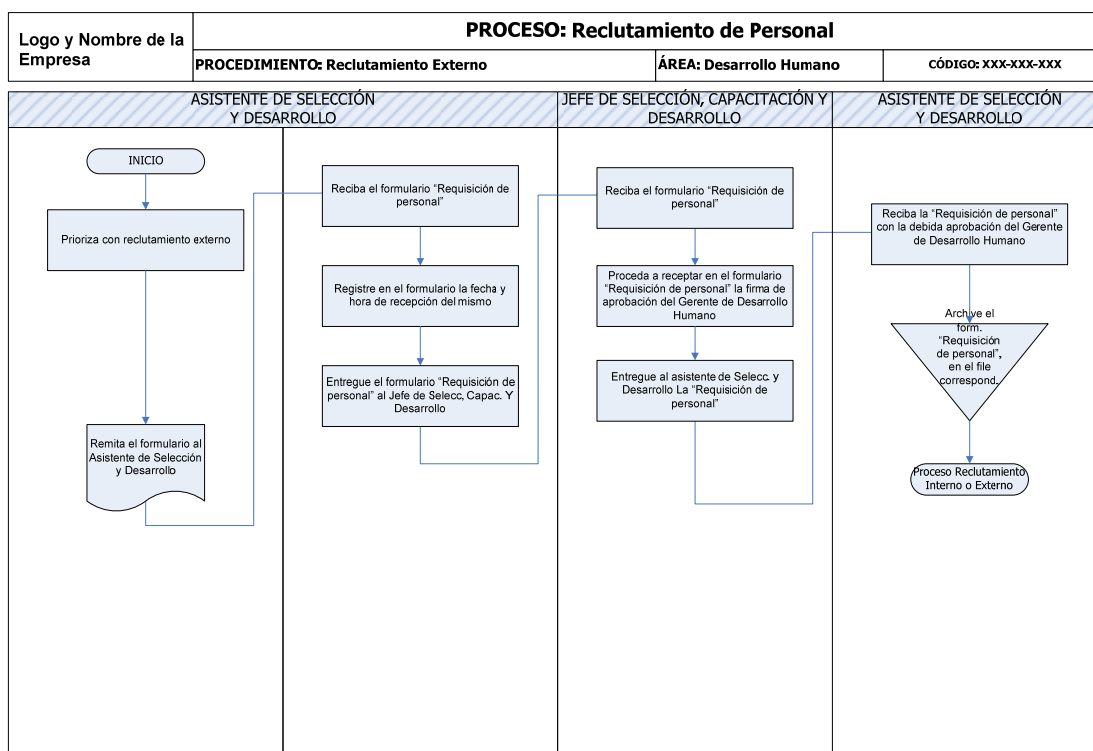 Logo y Nombre de la
Empresa
PROCESO: Reclutamiento de Personal
PROCEDIMIENTO: Reclutamiento Externo
ÁREA: Desarrollo Humano
CÓDIGO: XXX-XXX-XXX
ASISTENTE DE SELECCIÓN
Y DESARROLLO
JEFE DE SELECCIÓN, CAPACITACIÓN Y
DESARROLLO
ASISTENTE DE SELECCIÓN
Y DESARROLLO
INICIO
Prioriza con reclutamiento externo
Remita el formulario al
Asistente de Selección
y Desarrollo
Reciba el formulario “Requisición de
personal”
Registre en el formulario la fecha y
hora de recepción del mismo
Entregue el formulario “Requisición de
personal” al Jefe de Selecc, Capac. Y
Desarrollo
Reciba el formulario “Requisición de
personal”
Proceda a receptar en el formulario
“Requisición de personal” la firma de
aprobación del Gerente de Desarrollo
Humano
Entregue al asistente de Selecc. y
Desarrollo La “Requisición de
personal”
Reciba la “Requisición de personal”
con la debida aprobación del Gerente
de Desarrollo Humano
Archive el
form.
“Requisición
de personal”,
en el file
correspond.
Proceso Reclutamiento
Interno o Externo